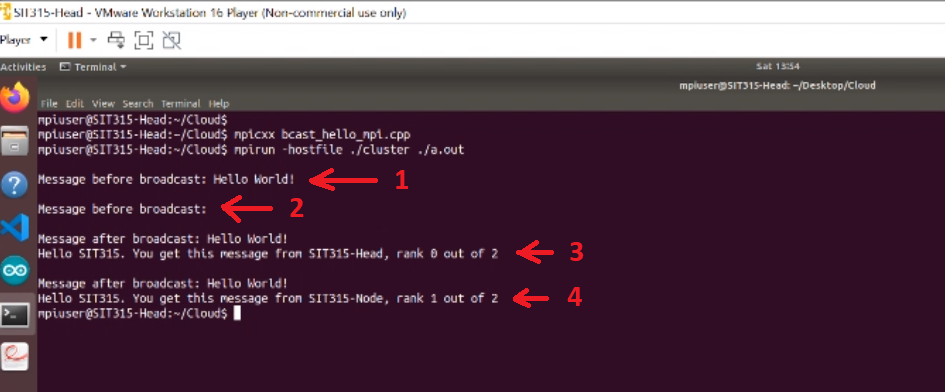 SIT315-Head - VMware Workstation 16 Player (Non-commercial use only)
Player
Activities Terminal Sat 13:54
mpiuser@SIT315-Head: ~/Desktop/Cloud
File Edit View Search Terminal Help
mpiuser@SIT315-Head:~/Cloud$
mpiuser@SIT315-Head:~/Cloud$ mpicxx bcast_hello_mpi.cpp
mpiuser@SIT315-Head:~/Cloud$ mpirun -hostfile ./cluster ./a.out
Message before broadcast: Hello World! 1
Message before broadcast: 2
Message after broadcast: Hello World!
Hello SIT315. You get this message from SIT315-Head, rank 0 out of 2 3
Message after broadcast: Hello World!
Hello SIT315. You get this message from SIT315-Node, rank 1 out of 2 4
mpiuser@SIT315-Head:~/Cloud$